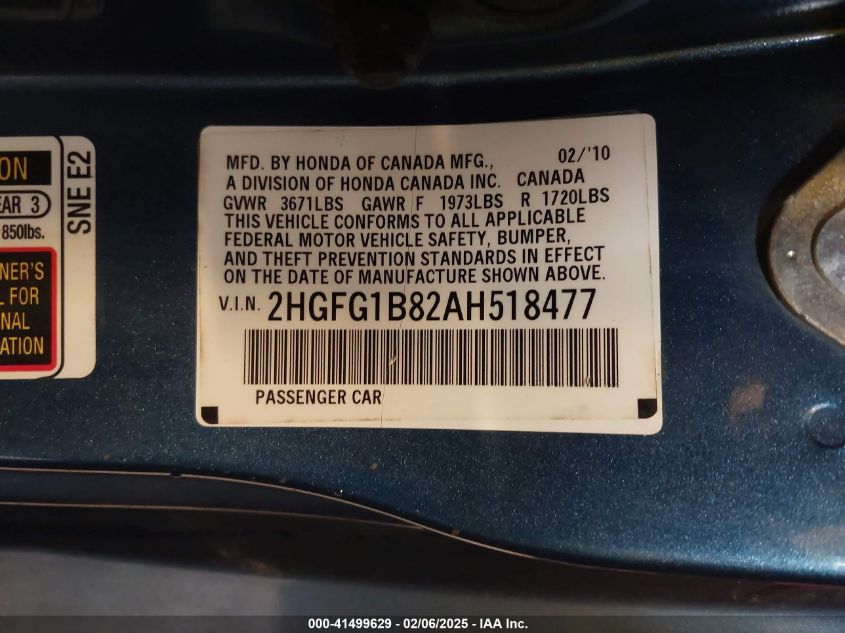 ON
EAR 3
850lbs.
SNE E2
NER'S
L FOR
NAL
ATION
MFD. BY HONDA OF CANADA MFG., 02/'10
A DIVISION OF HONDA CANADA INC. CANADA
GVWR 3671LBS GAWR F 1973LBS R 1720LBS
THIS VEHICLE CONFORMS TO ALL APPLICABLE
FEDERAL MOTOR VEHICLE SAFETY, BUMPER,
AND THEFT PREVENTION STANDARDS IN EFFECT
ON THE DATE OF MANUFACTURE SHOWN ABOVE.
V.I.N. 2HGFG1B82AH518477
PASSENGER CAR
000-41499629 - 02/06/2025 - IAA Inc.